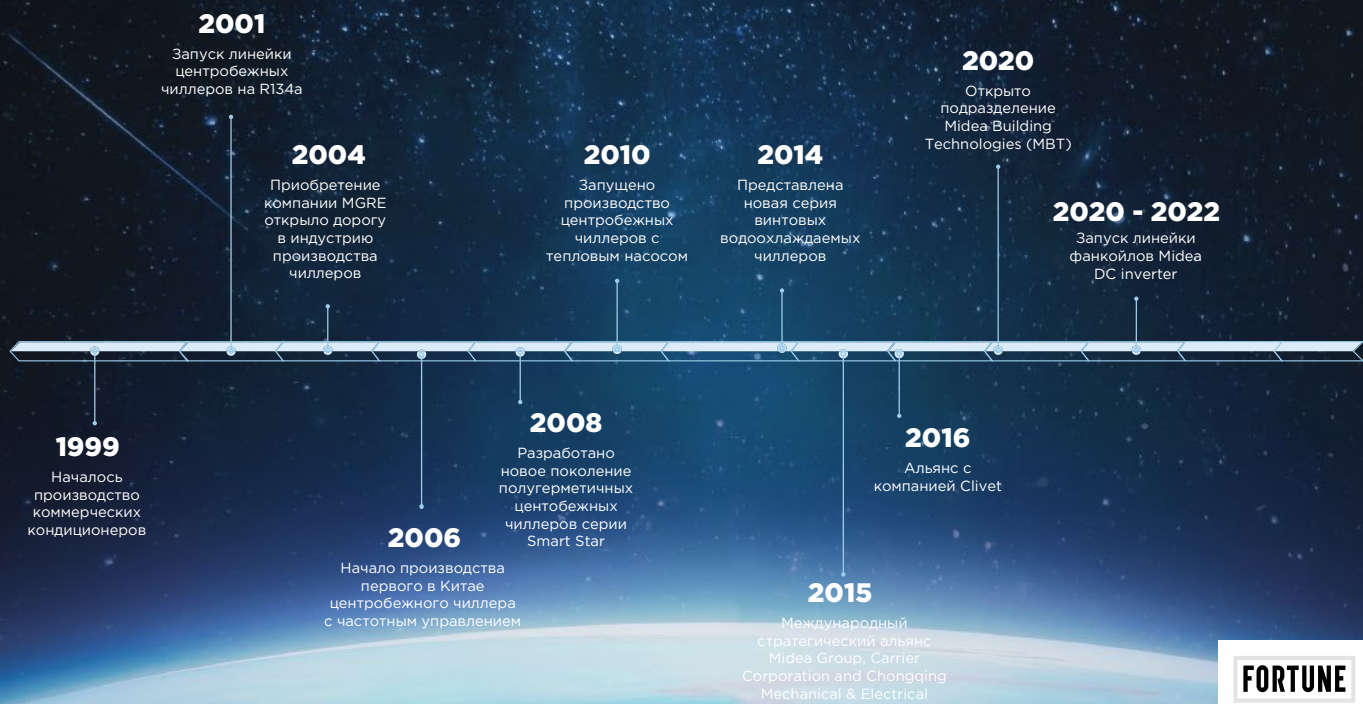 2001
Запуск линейки
центробежных
чиллеров на R134a
2004
Приобретение
компании MGRE
открыло дорогу
в индустрию
производства
чиллеров
2010
Запущено
производство
центробежных
чиллеров с
тепловым насосом
2014
Представлена
новая серия
винтовых
водоохлаждаемых
чиллеров
2020
Открыто
подразделение
Midea Building
Technologies (MBT)
2020 - 2022
Запуск линейки
фанкойлов Midea
DC inverter
1999
Началось
производство
коммерческих
кондиционеров
2006
Начало производства
первого в Китае
центробежного чиллера
с частотным управлением
2008
Разработано
новое поколение
полугерметичных
центобежных
чиллеров серии
Smart Star
2015
Международный
стратегический альянс
Midea Group, Carrier
Corporation and Chongqing
Mechanical & Electrical
2016
Альянс с
компанией Clivet
FORTUNE